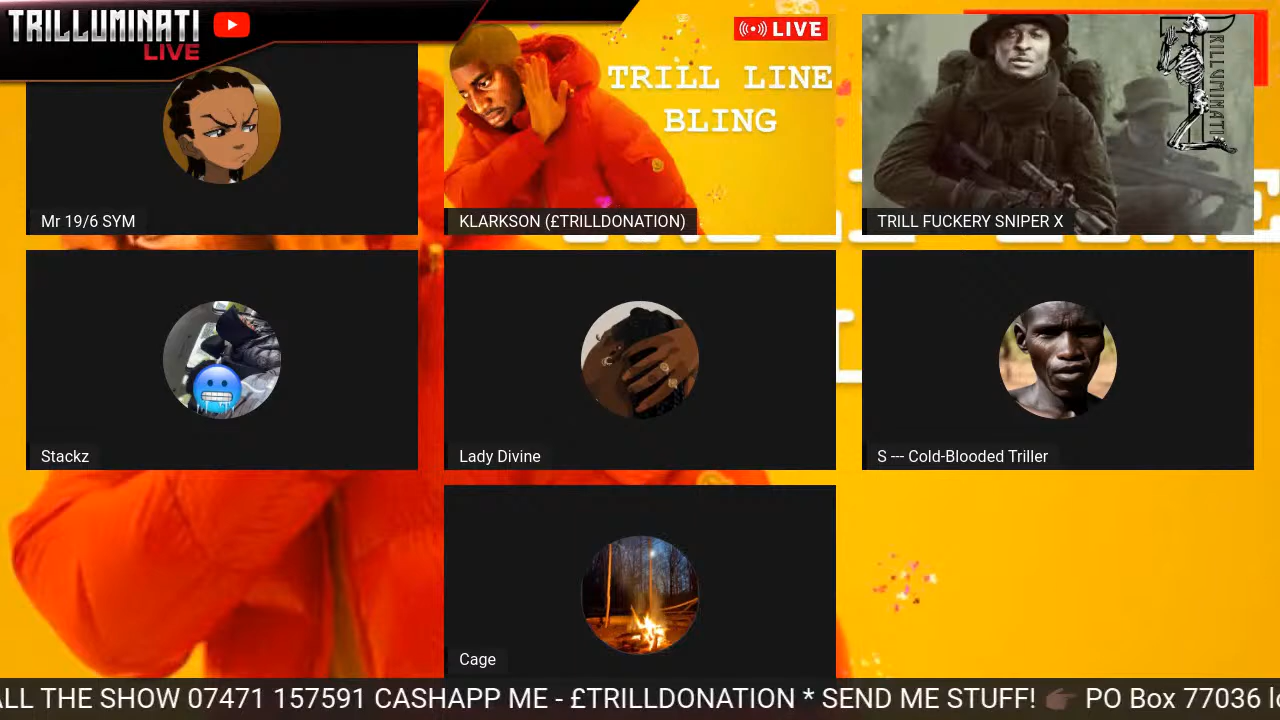 TRILLUMINATI
LIVE
LIVE
TRILL LINE
BLING
TRILLUMINATI
Mr 19/6 SYM
KLARKSON (£TRILLDONATION)
TRILL FUCKERY SNIPER X
Stackz
Lady Divine
S --- Cold-Blooded Triller
Cage
ALL THE SHOW 07471 157591 CASHAPP ME - £TRILLDONATION * SEND ME STUFF! 👉🏿 PO Box 77036